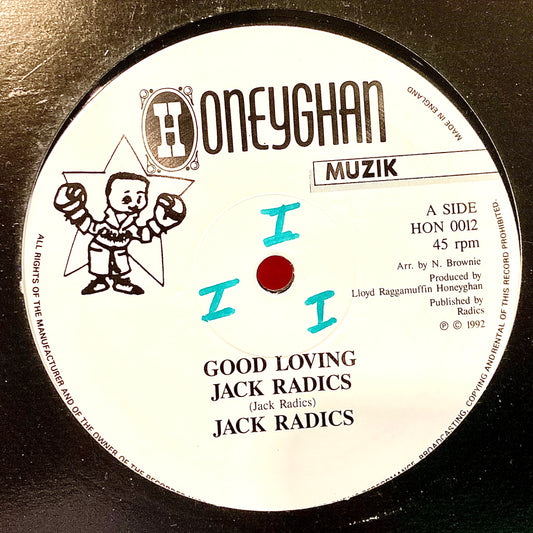 HONEYGHAN
MUZIK
MADE IN ENGLAND
A SIDE
HON 0012
45 rpm
Arr. by N. Brownie
Produced by
Lloyd Raggamuffin Honeyghan
Published by
Radics
℗ © 1992
I
I
I
GOOD LOVING
JACK RADICS
(Jack Radics)
JACK RADICS
ALL RIGHTS OF THE MANUFACTURER AND OF THE OWNER OF THE
BROADCASTING, COPYING AND RENTAL OF THIS RECORD PROHIBITED.